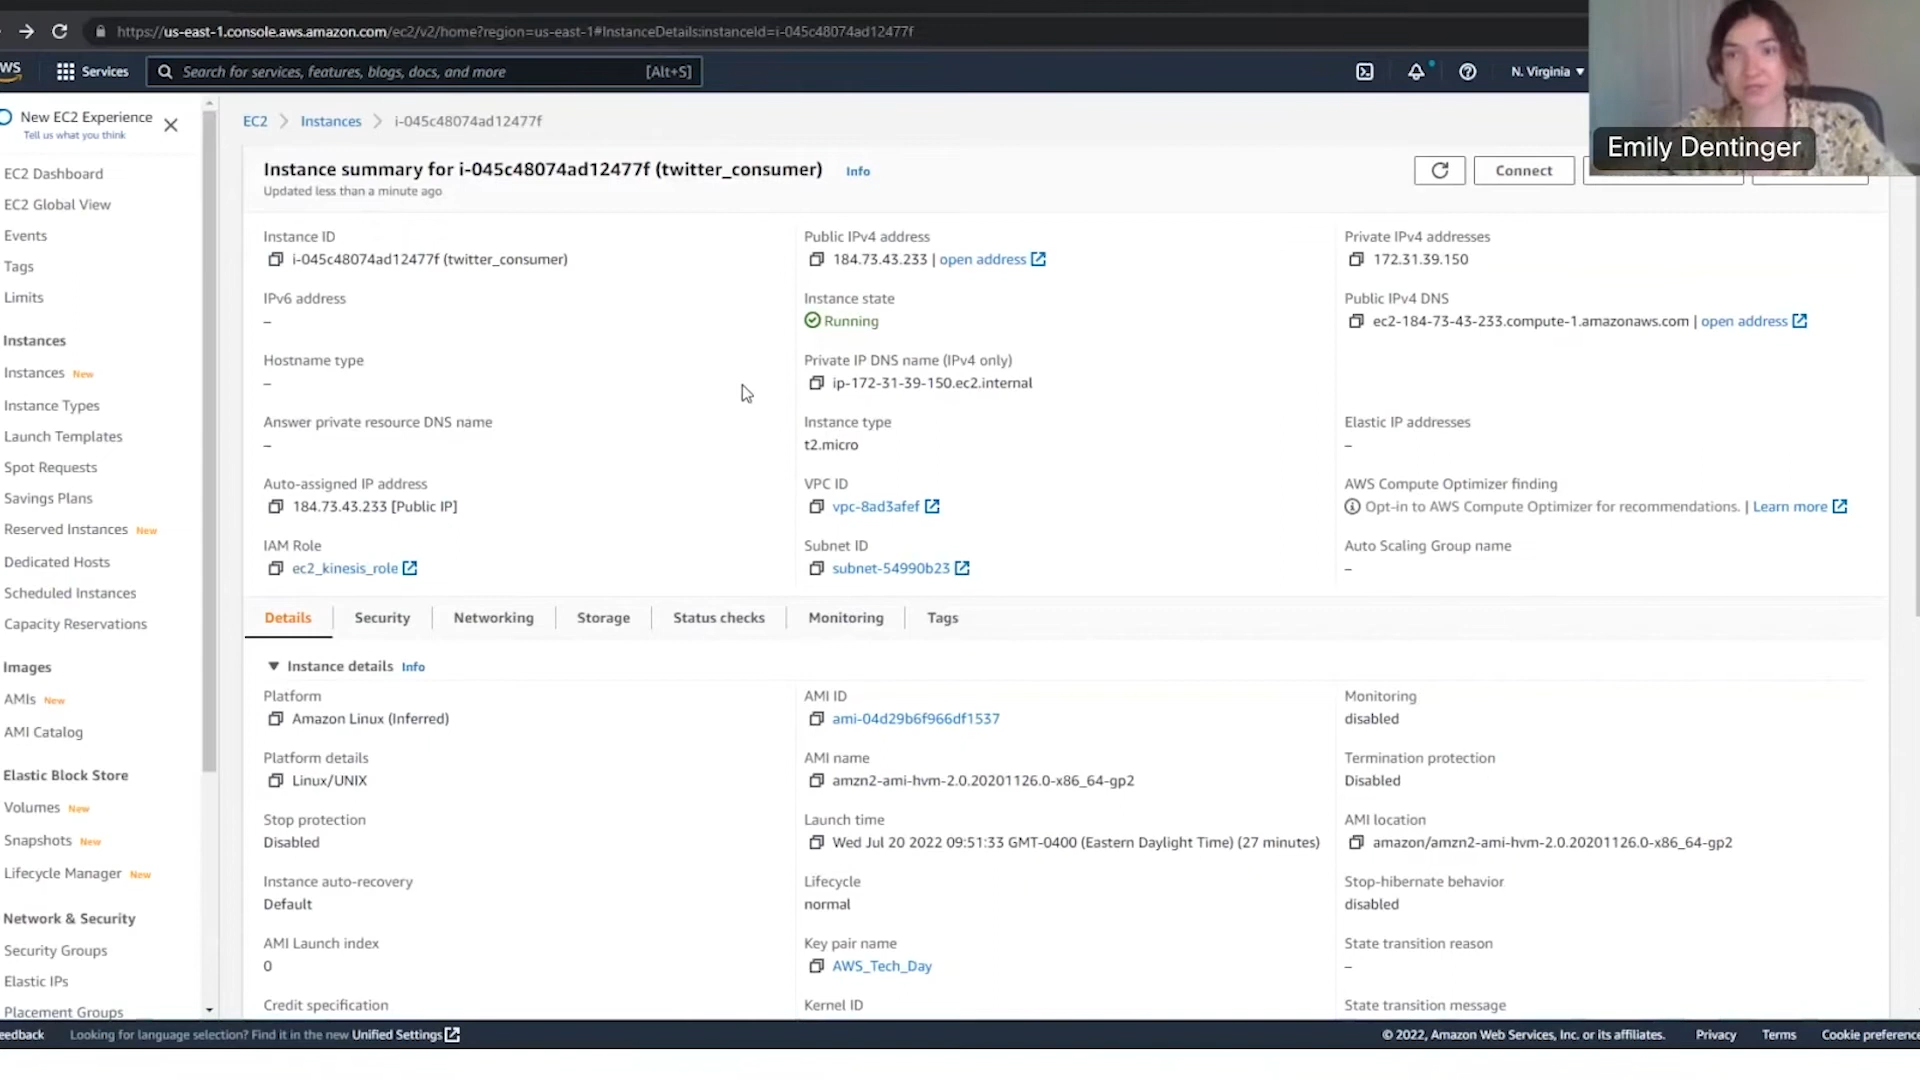 https://us-east-1.console.aws.amazon.com/ec2/v2/home?region=us-east-1#InstanceDetails:instanceId=i-045c48074ad12477f
Services
Search for services, features, blogs, docs, and more
[Alt+S]
N. Virginia
Emily Dentinger
New EC2 Experience
Tell us what you think
EC2 Dashboard
EC2 Global View
Events
Tags
Limits
Instances
Instances New
Instance Types
Launch Templates
Spot Requests
Savings Plans
Reserved Instances New
Dedicated Hosts
Scheduled Instances
Capacity Reservations
Images
AMIs New
AMI Catalog
Elastic Block Store
Volumes New
Snapshots New
Lifecycle Manager New
Network & Security
Security Groups
Elastic IPs
Placement Groups
EC2 > Instances > i-045c48074ad12477f
Instance summary for i-045c48074ad12477f (twitter_consumer) Info
Updated less than a minute ago
Connect
Instance ID
i-045c48074ad12477f (twitter_consumer)
Public IPv4 address
184.73.43.233 | open address
Private IPv4 addresses
172.31.39.150
IPv6 address
–
Instance state
Running
Public IPv4 DNS
ec2-184-73-43-233.compute-1.amazonaws.com | open address
Hostname type
–
Private IP DNS name (IPv4 only)
ip-172-31-39-150.ec2.internal
Answer private resource DNS name
–
Instance type
t2.micro
Elastic IP addresses
–
Auto-assigned IP address
184.73.43.233 [Public IP]
VPC ID
vpc-8ad3afef
AWS Compute Optimizer finding
Opt-in to AWS Compute Optimizer for recommendations. | Learn more
IAM Role
ec2_kinesis_role
Subnet ID
subnet-54990b23
Auto Scaling Group name
–
Details
Security
Networking
Storage
Status checks
Monitoring
Tags
Instance details Info
Platform
Amazon Linux (Inferred)
AMI ID
ami-04d29b6f966df1537
Monitoring
disabled
Platform details
Linux/UNIX
AMI name
amzn2-ami-hvm-2.0.20201126.0-x86_64-gp2
Termination protection
Disabled
Stop protection
Disabled
Launch time
Wed Jul 20 2022 09:51:33 GMT-0400 (Eastern Daylight Time) (27 minutes)
AMI location
amazon/amzn2-ami-hvm-2.0.20201126.0-x86_64-gp2
Instance auto-recovery
Default
Lifecycle
normal
Stop-hibernate behavior
disabled
AMI Launch index
0
Key pair name
AWS_Tech_Day
State transition reason
–
Credit specification
Kernel ID
State transition message
eedback
Looking for language selection? Find it in the new Unified Settings
© 2022, Amazon Web Services, Inc. or its affiliates.
Privacy
Terms
Cookie preference